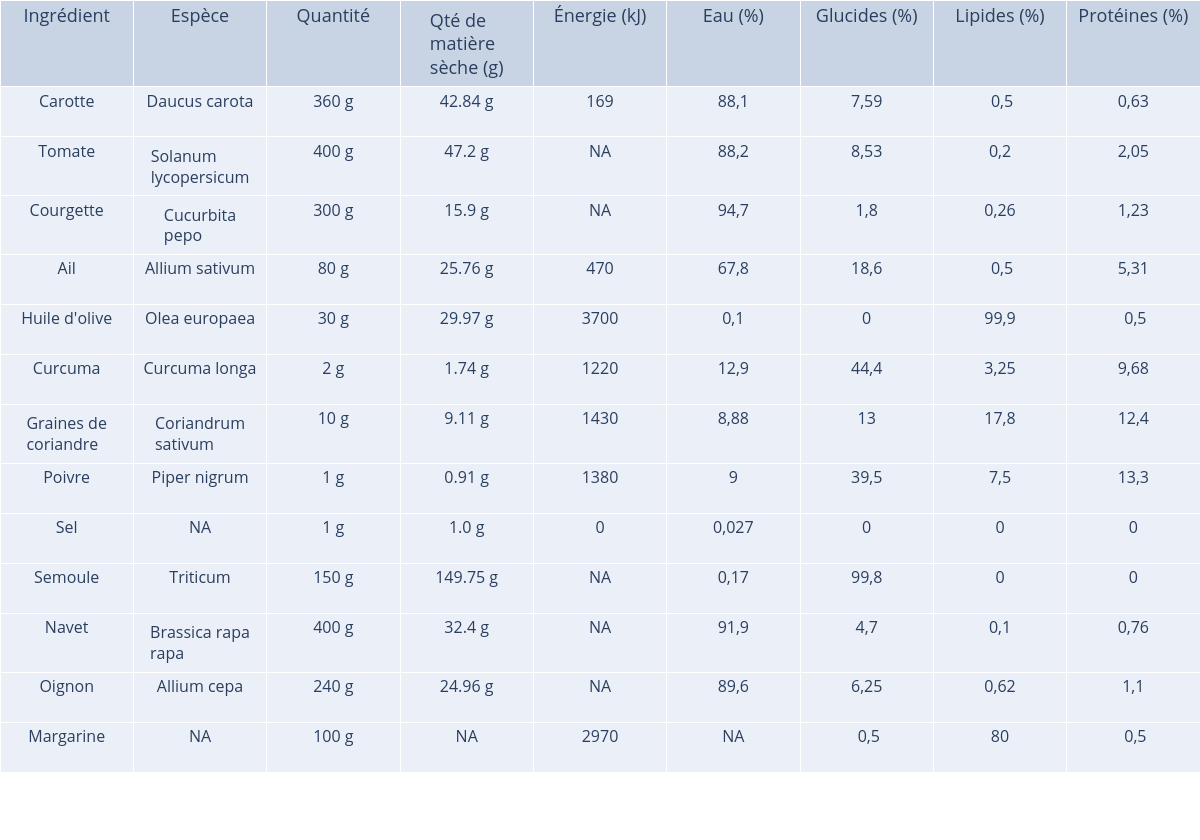 Ingrédient Espèce Quantité Qté de matière sèche (g) Énergie (kJ) Eau (%) Glucides (%) Lipides (%) Protéines (%)
Carotte Daucus carota 360 g 42.84 g 169 88,1 7,59 0,5 0,63
Tomate Solanum lycopersicum 400 g 47.2 g NA 88,2 8,53 0,2 2,05
Courgette Cucurbita pepo 300 g 15.9 g NA 94,7 1,8 0,26 1,23
Ail Allium sativum 80 g 25.76 g 470 67,8 18,6 0,5 5,31
Huile d'olive Olea europaea 30 g 29.97 g 3700 0,1 0 99,9 0,5
Curcuma Curcuma longa 2 g 1.74 g 1220 12,9 44,4 3,25 9,68
Graines de coriandre Coriandrum sativum 10 g 9.11 g 1430 8,88 13 17,8 12,4
Poivre Piper nigrum 1 g 0.91 g 1380 9 39,5 7,5 13,3
Sel NA 1 g 1.0 g 0 0,027 0 0 0
Semoule Triticum 150 g 149.75 g NA 0,17 99,8 0 0
Navet Brassica rapa rapa 400 g 32.4 g NA 91,9 4,7 0,1 0,76
Oignon Allium cepa 240 g 24.96 g NA 89,6 6,25 0,62 1,1
Margarine NA 100 g NA 2970 NA 0,5 80 0,5